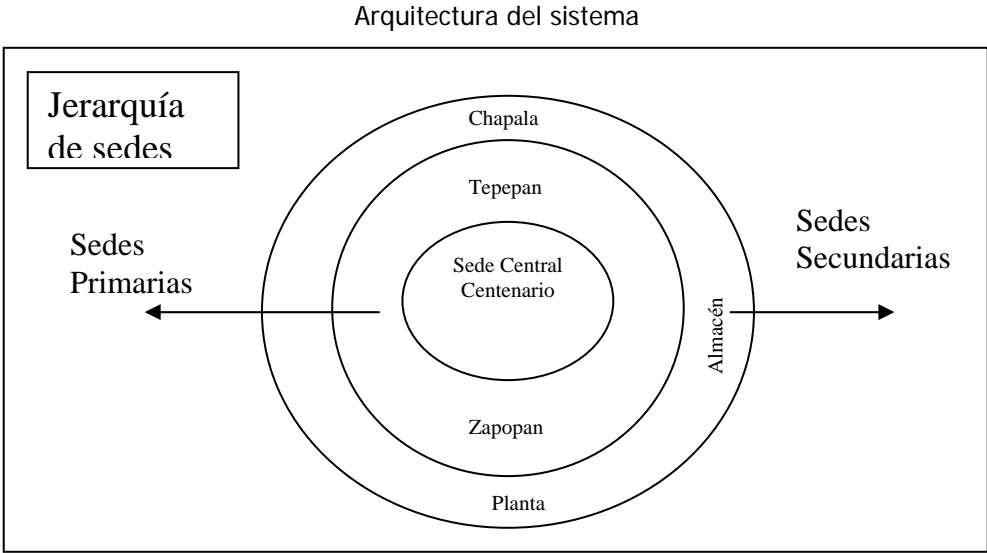 Arquitectura del sistema
Jerarquía
de sedes
Chapala
Tepepan
Sedes
Primarias
Sede Central
Centenario
Sedes
Secundarias
Almacén
Zapopan
Planta